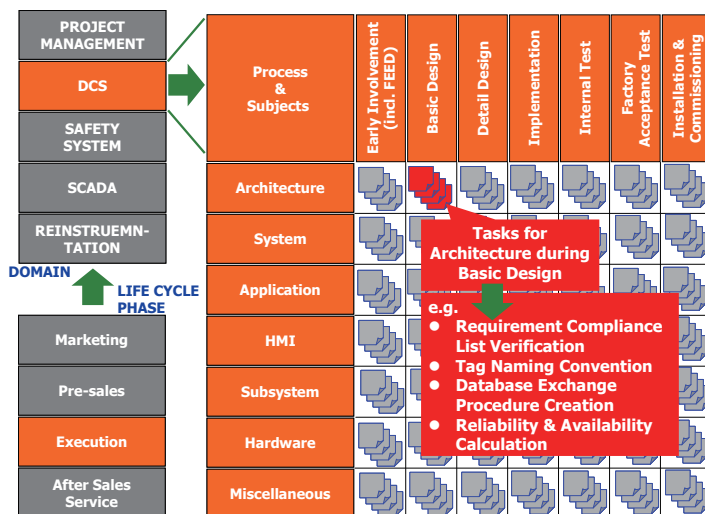 PROJECT
MANAGEMENT
DCS
SAFETY
SYSTEM
SCADA
REINSTRUEMN-
TATION
DOMAIN
LIFE CYCLE
PHASE
Marketing
Pre-sales
Execution
After Sales
Service
Process
&
Subjects
Early Involvement
(incl. FEED)
Basic Design
Detail Design
Implementation
Internal Test
Factory
Acceptance Test
Installation &
Commissioning
Architecture
System
Application
HMI
Subsystem
Hardware
Miscellaneous
Tasks for
Architecture during
Basic Design
e.g.
● Requirement Compliance
List Verification
● Tag Naming Convention
● Database Exchange
Procedure Creation
● Reliability & Availability
Calculation